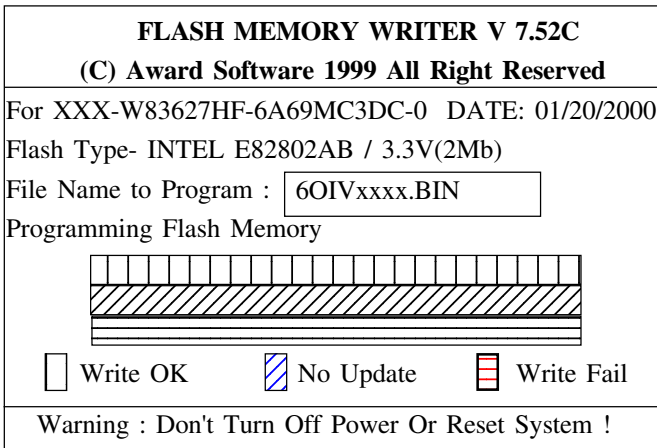 FLASH MEMORY WRITER V 7.52C
(C) Award Software 1999 All Right Reserved
For XXX-W83627HF-6A69MC3DC-0 DATE: 01/20/2000
Flash Type- INTEL E82802AB / 3.3V(2Mb)
File Name to Program : 6OIVxxxx.BIN
Programming Flash Memory
Write OK No Update Write Fail
Warning : Don't Turn Off Power Or Reset System !